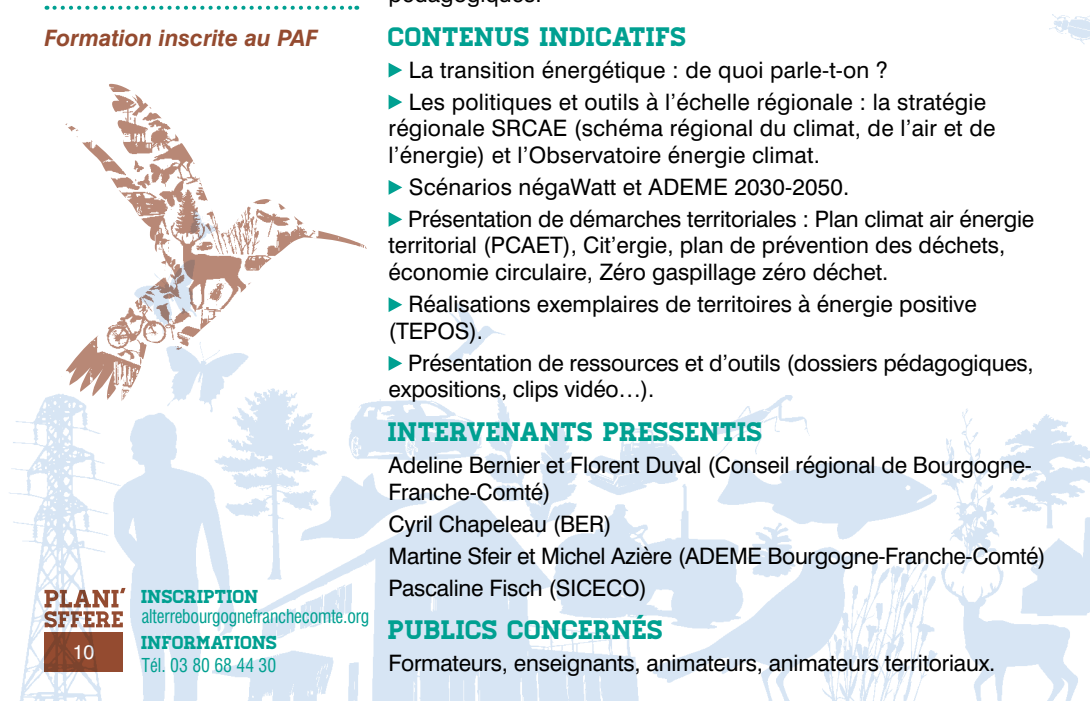 pédagogiques.
Formation inscrite au PAF
CONTENUS INDICATIFS
► La transition énergétique : de quoi parle-t-on ?
► Les politiques et outils à l'échelle régionale : la stratégie
régionale SRCAE (schéma régional du climat, de l'air et de
l'énergie) et l'Observatoire énergie climat.
► Scénarios négaWatt et ADEME 2030-2050.
► Présentation de démarches territoriales : Plan climat air énergie
territorial (PCAET), Cit'ergie, plan de prévention des déchets,
économie circulaire, Zéro gaspillage zéro déchet.
► Réalisations exemplaires de territoires à énergie positive
(TEPOS).
► Présentation de ressources et d'outils (dossiers pédagogiques,
expositions, clips vidéo…).
INTERVENANTS PRESSENTIS
Adeline Bernier et Florent Duval (Conseil régional de Bourgogne-
Franche-Comté)
Cyril Chapeleau (BER)
Martine Sfeir et Michel Azière (ADEME Bourgogne-Franche-Comté)
Pascaline Fisch (SICECO)
PUBLICS CONCERNÉS
Formateurs, enseignants, animateurs, animateurs territoriaux.
PLANI'
SFFERE
10
INSCRIPTION
alterrebourgognefranchecomte.org
INFORMATIONS
Tél. 03 80 68 44 30